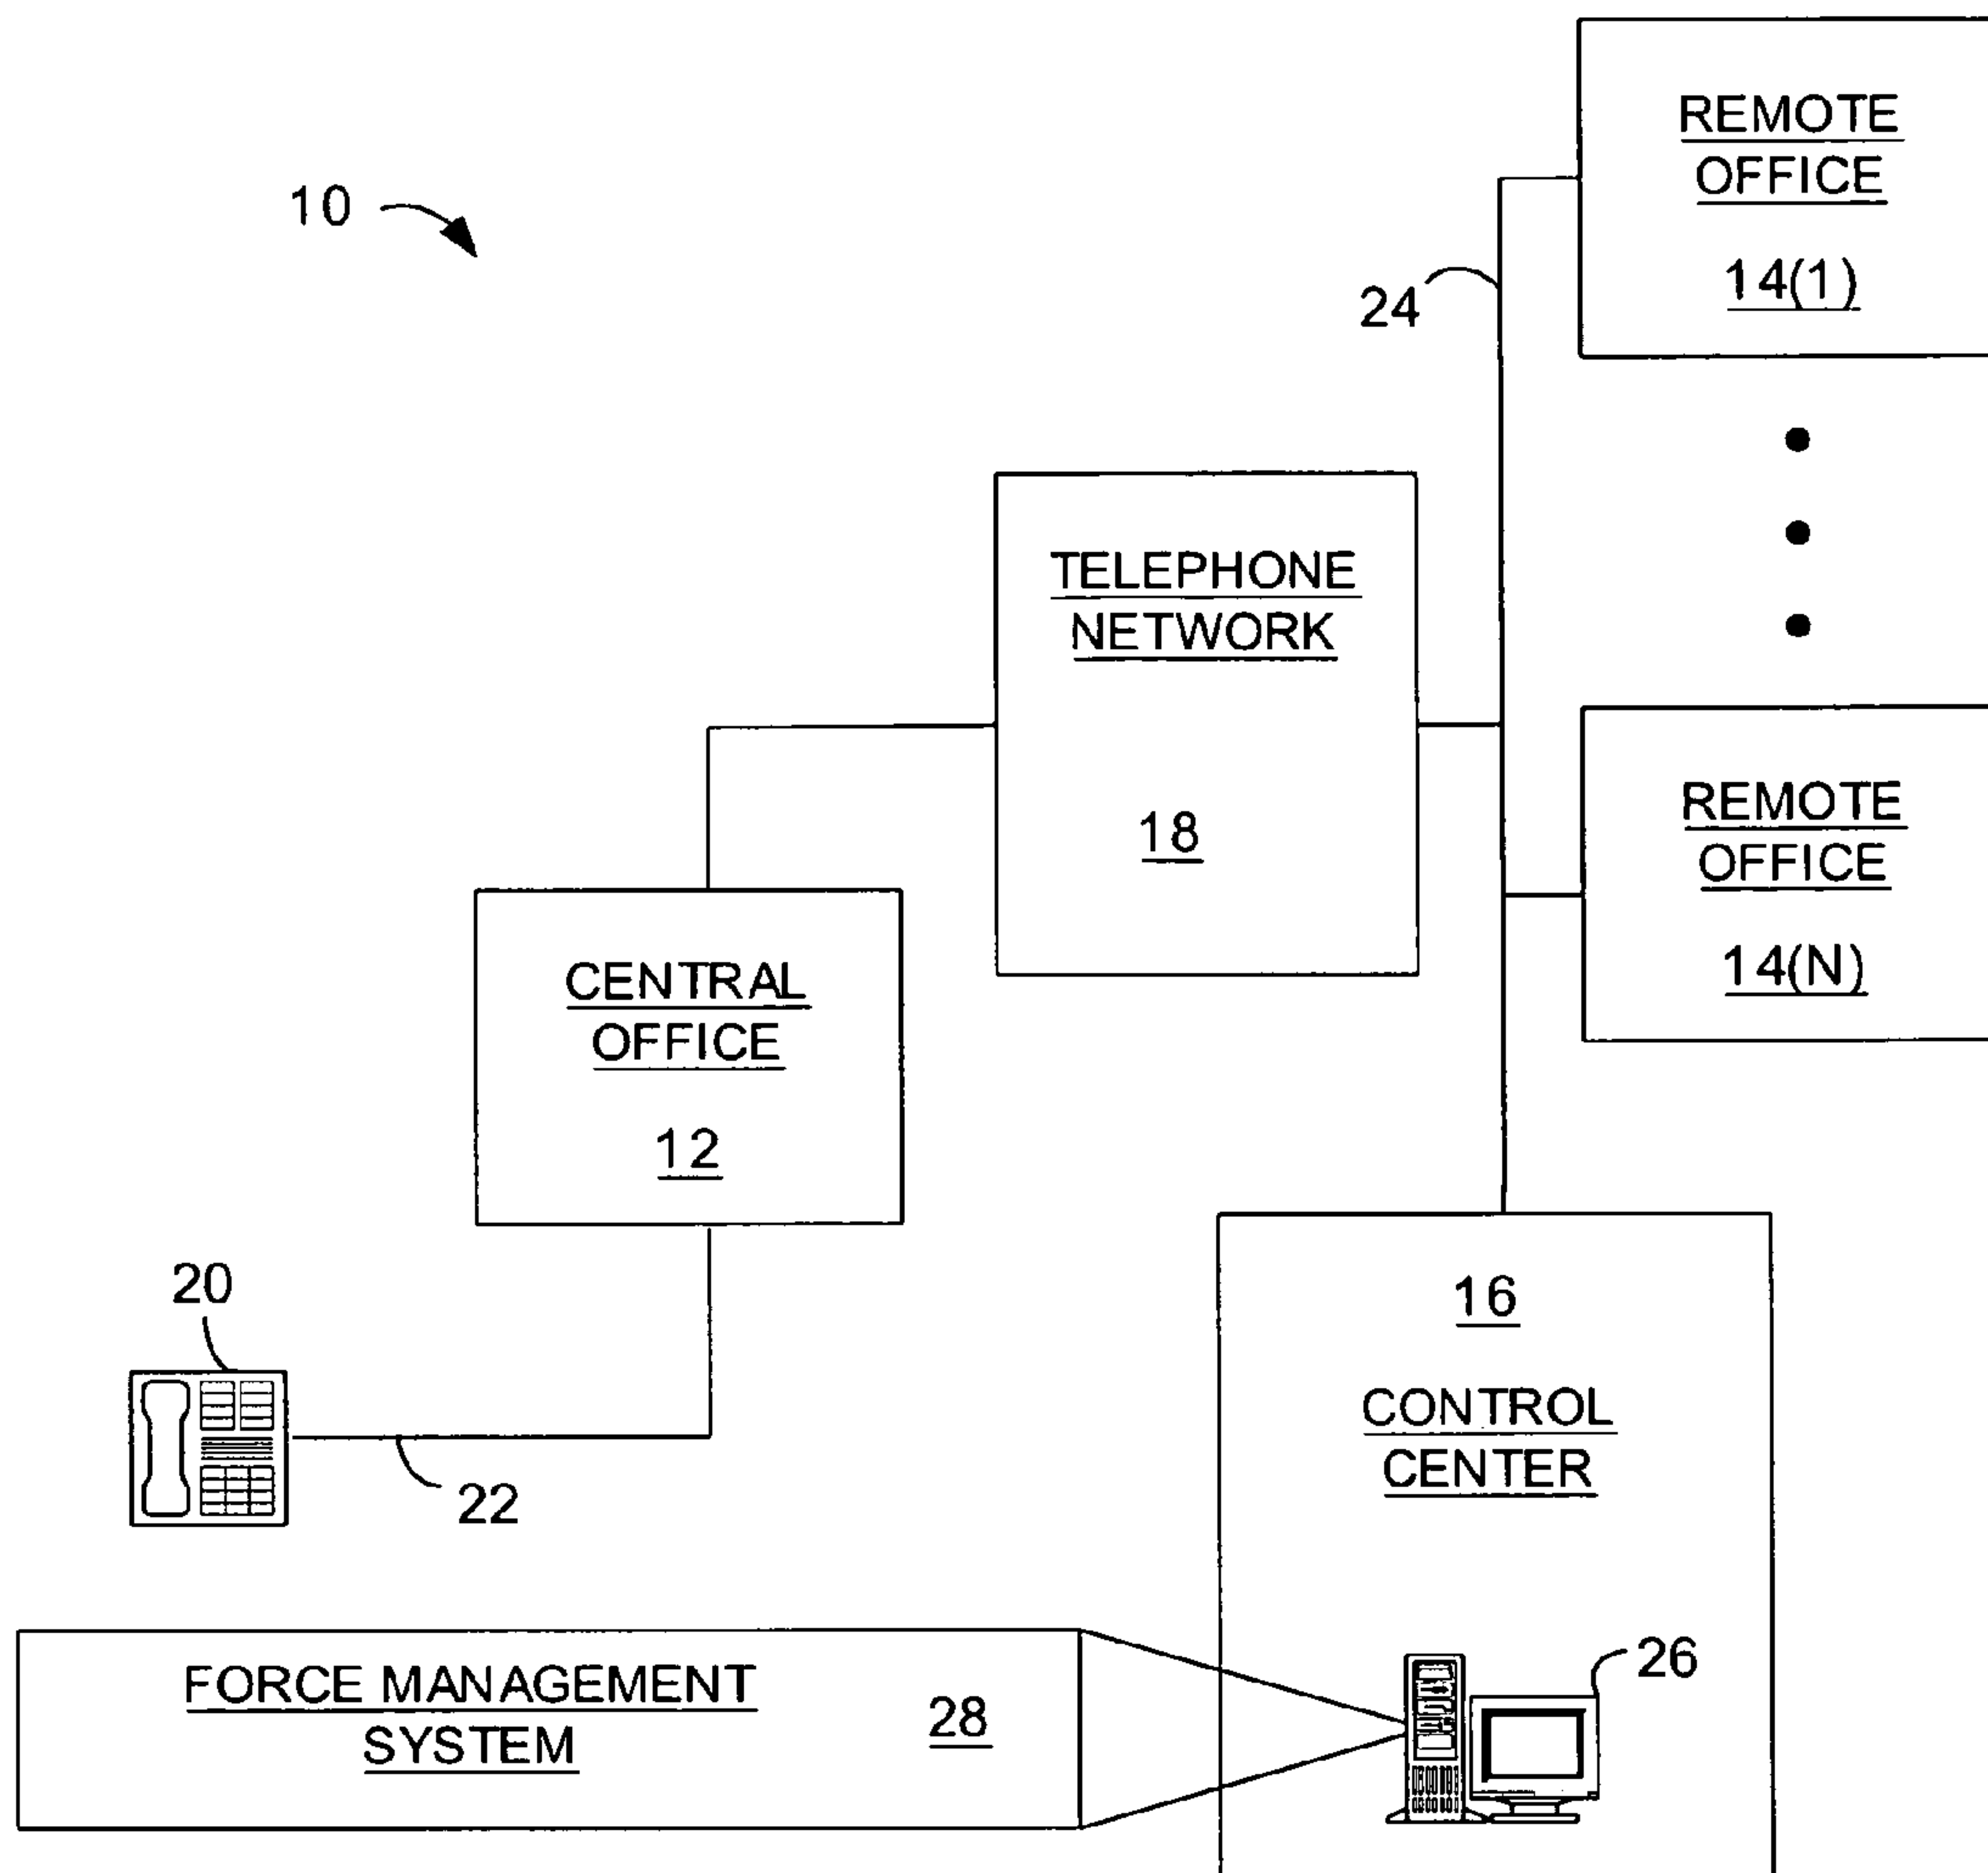 REMOTE
OFFICE
14(1)
10
24
TELEPHONE
NETWORK
18
REMOTE
OFFICE
14(N)
CENTRAL
OFFICE
12
20
22
16
CONTROL
CENTER
26
FORCE MANAGEMENT
SYSTEM
28